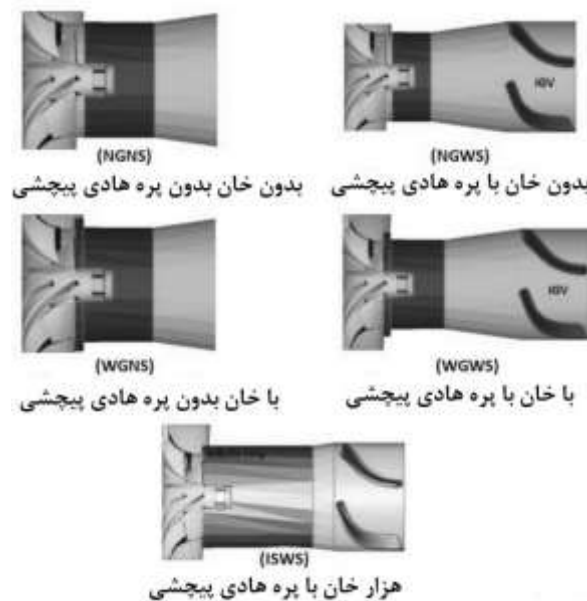 (NGNS)
بدون خان بدون پره هادی پیچشی
IGV
(NGWS)
بدون خان با پره هادی پیچشی
(WGNS)
با خان بدون پره هادی پیچشی
IGV
(WGWS)
با خان با پره هادی پیچشی
(ISWS)
هزار خان با پره هادی پیچشی